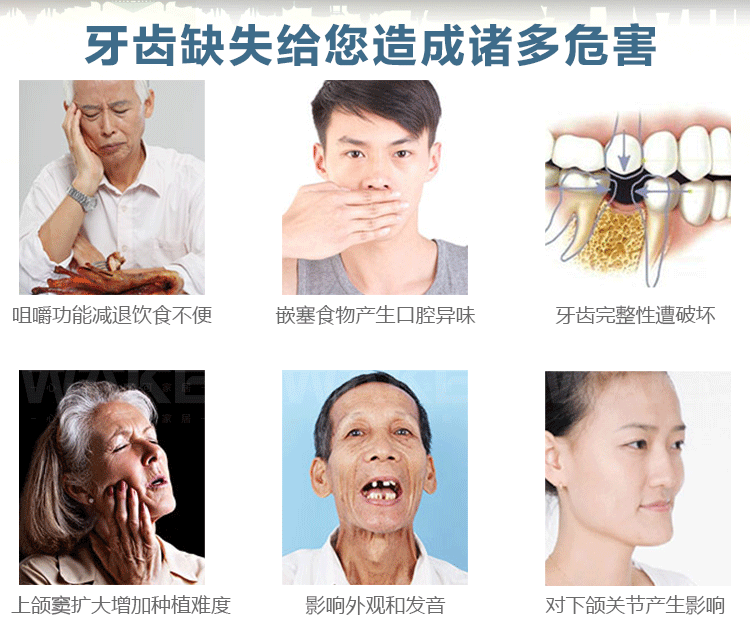 牙齿缺失给您造成诸多危害
咀嚼功能减退饮食不便
嵌塞食物产生口腔异味
牙齿完整性遭破坏
WAKE
上颌窦扩大增加种植难度
影响外观和发音
对下颌关节产生影响